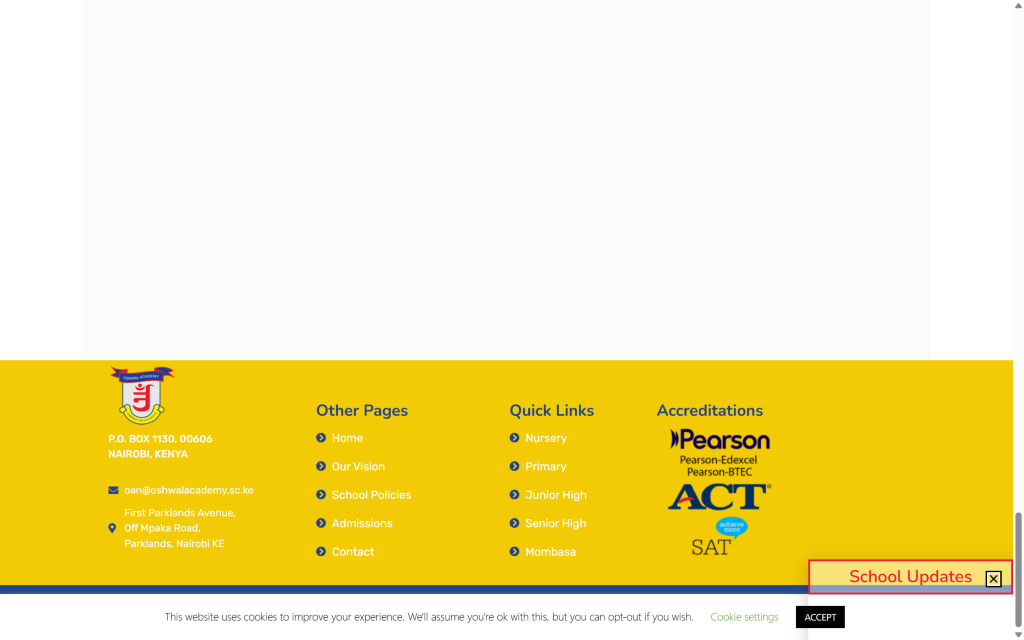 OSHWAL ACADEMY
P.O. BOX 1130, 00606
NAIROBI, KENYA
oan@oshwalacademy.sc.ke
First Parklands Avenue,
Off Mpaka Road,
Parklands, Nairobi KE
Other Pages
Home
Our Vision
School Policies
Admissions
Contact
Quick Links
Nursery
Primary
Junior High
Senior High
Mombasa
Accreditations
Pearson
Pearson-Edexcel
Pearson-BTEC
ACT®
achieve
more
SAT
School Updates
This website uses cookies to improve your experience. We'll assume you're ok with this, but you can opt-out if you wish. Cookie settings ACCEPT